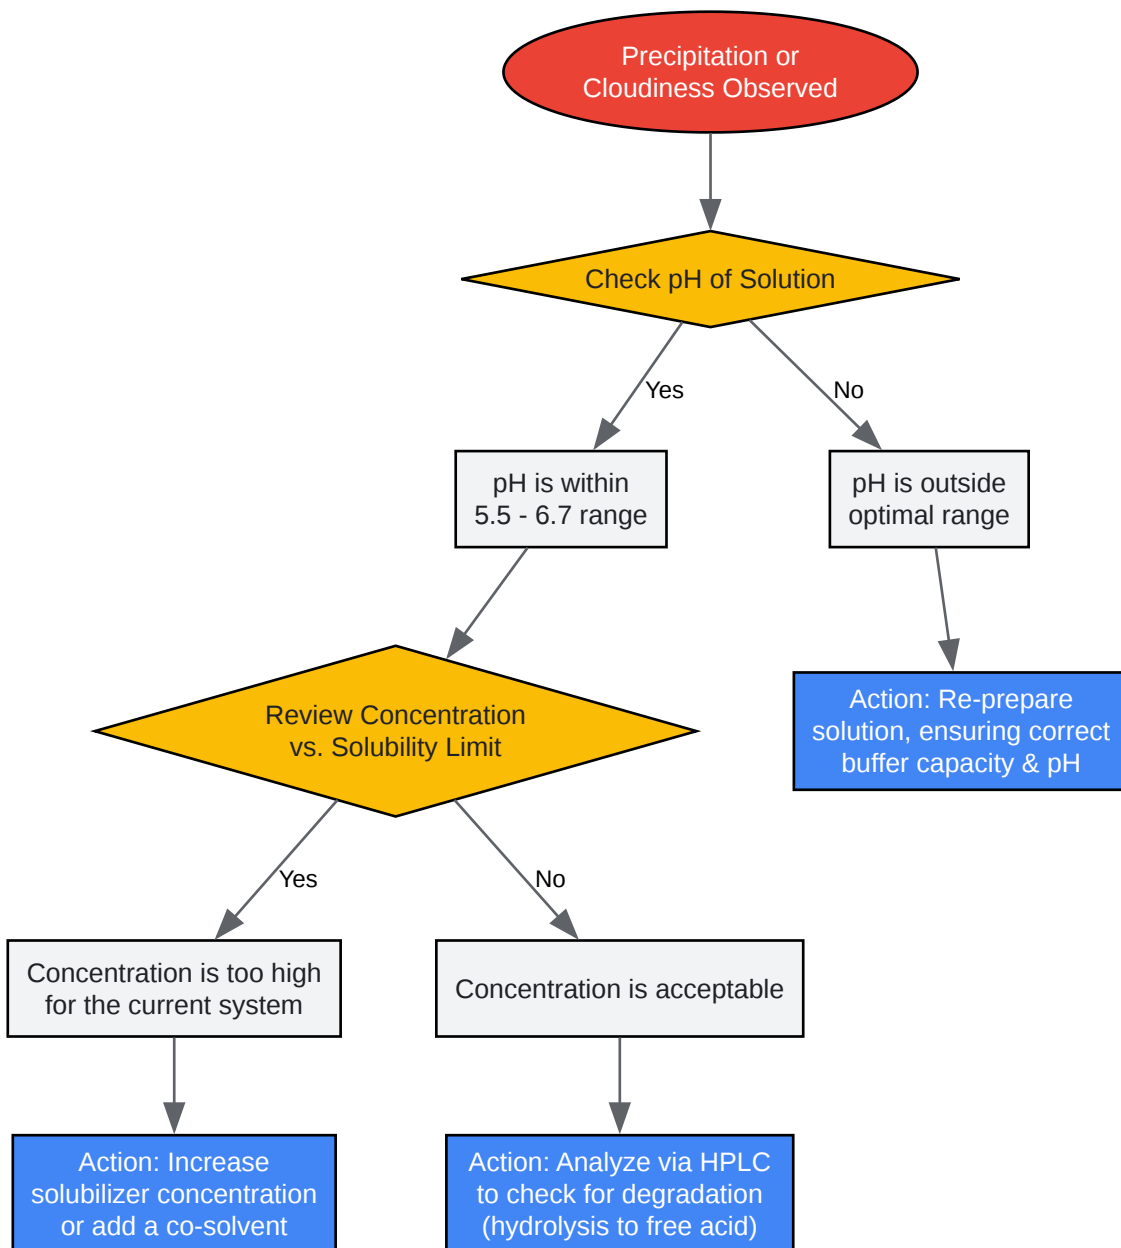 Precipitation or
Cloudiness Observed
Check pH of Solution
Yes
No
pH is within
5.5 - 6.7 range
pH is outside
optimal range
Review Concentration
vs. Solubility Limit
Action: Re-prepare
solution, ensuring correct
buffer capacity & pH
Yes
No
Concentration is too high
for the current system
Concentration is acceptable
Action: Increase
solubilizer concentration
or add a co-solvent
Action: Analyze via HPLC
to check for degradation
(hydrolysis to free acid)